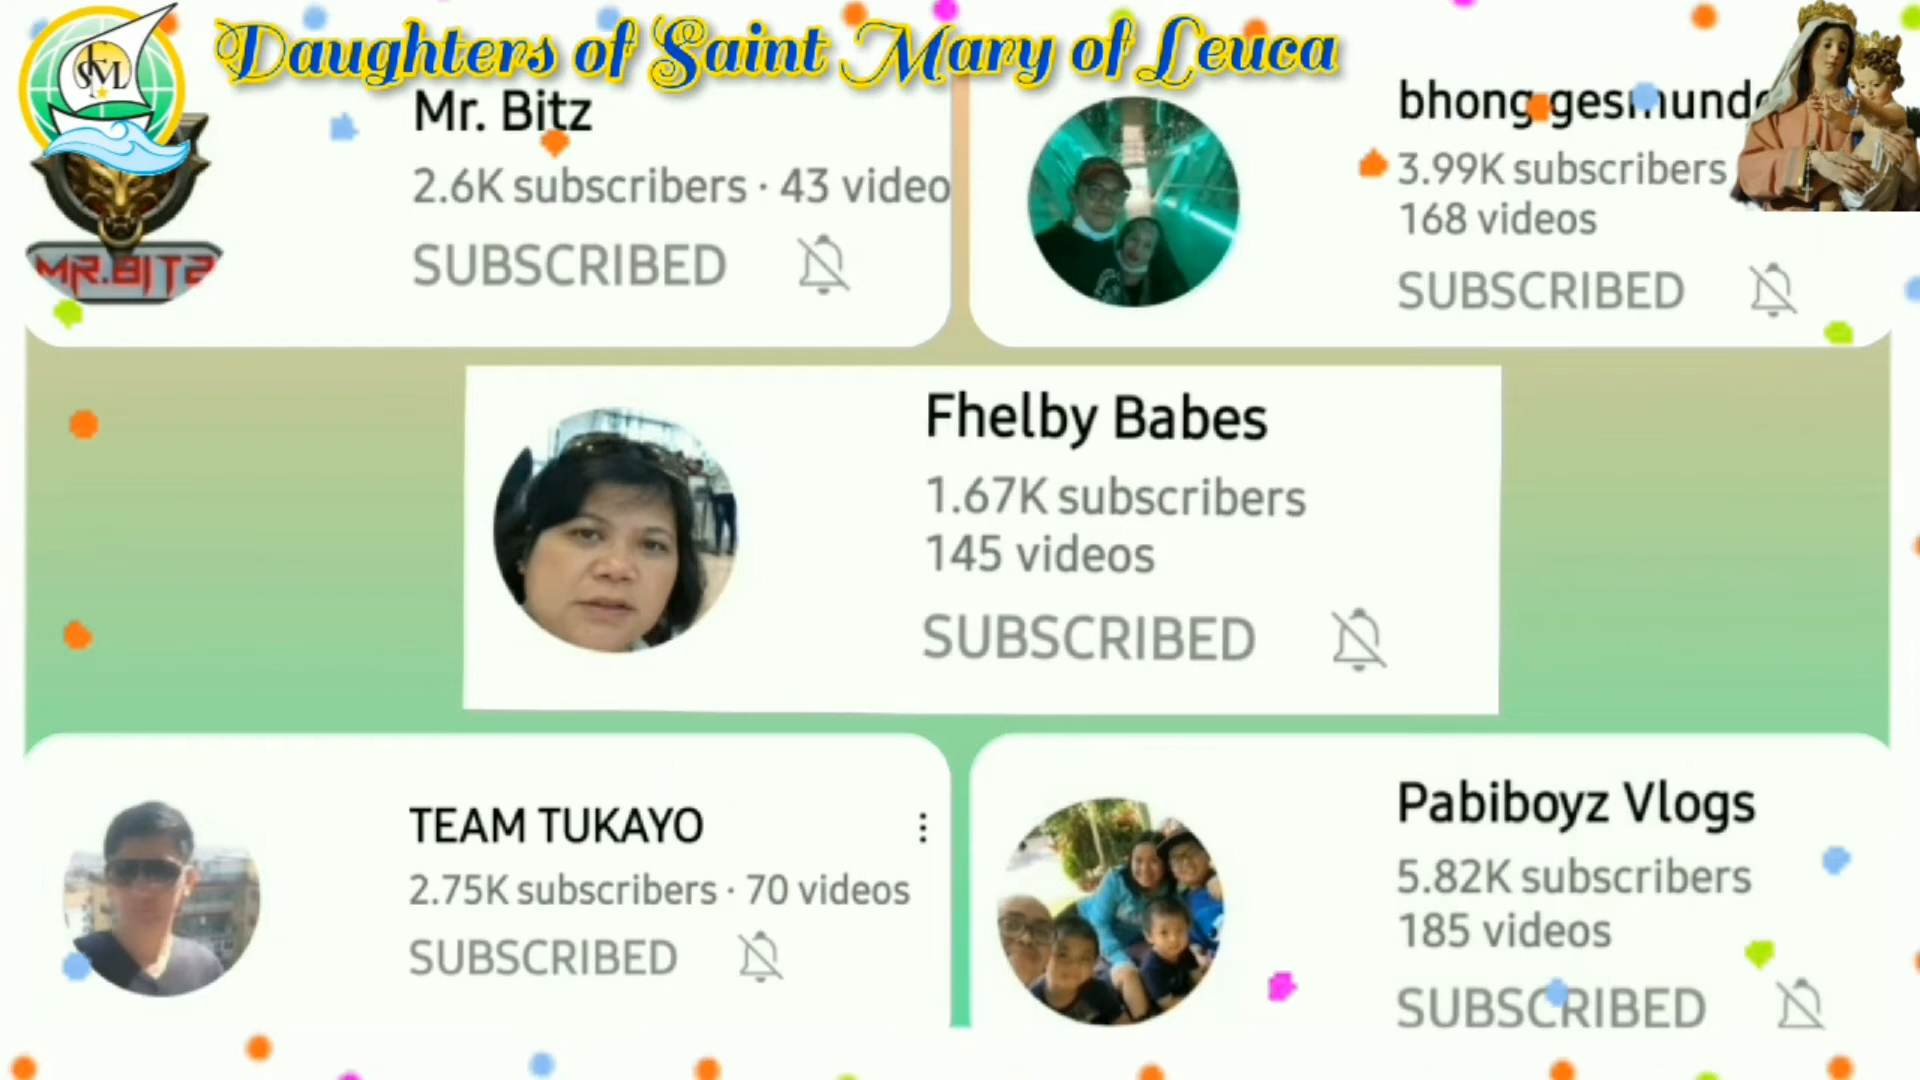 Daughters of Saint Mary of Leuca
Mr. Bitz
2.6K subscribers · 43 video
SUBSCRIBED
MR.BITZ
bhong gesmundo
3.99K subscribers
168 videos
SUBSCRIBED
Fhelby Babes
1.67K subscribers
145 videos
SUBSCRIBED
TEAM TUKAYO
2.75K subscribers · 70 videos
SUBSCRIBED
Pabiboyz Vlogs
5.82K subscribers
185 videos
SUBSCRIBED